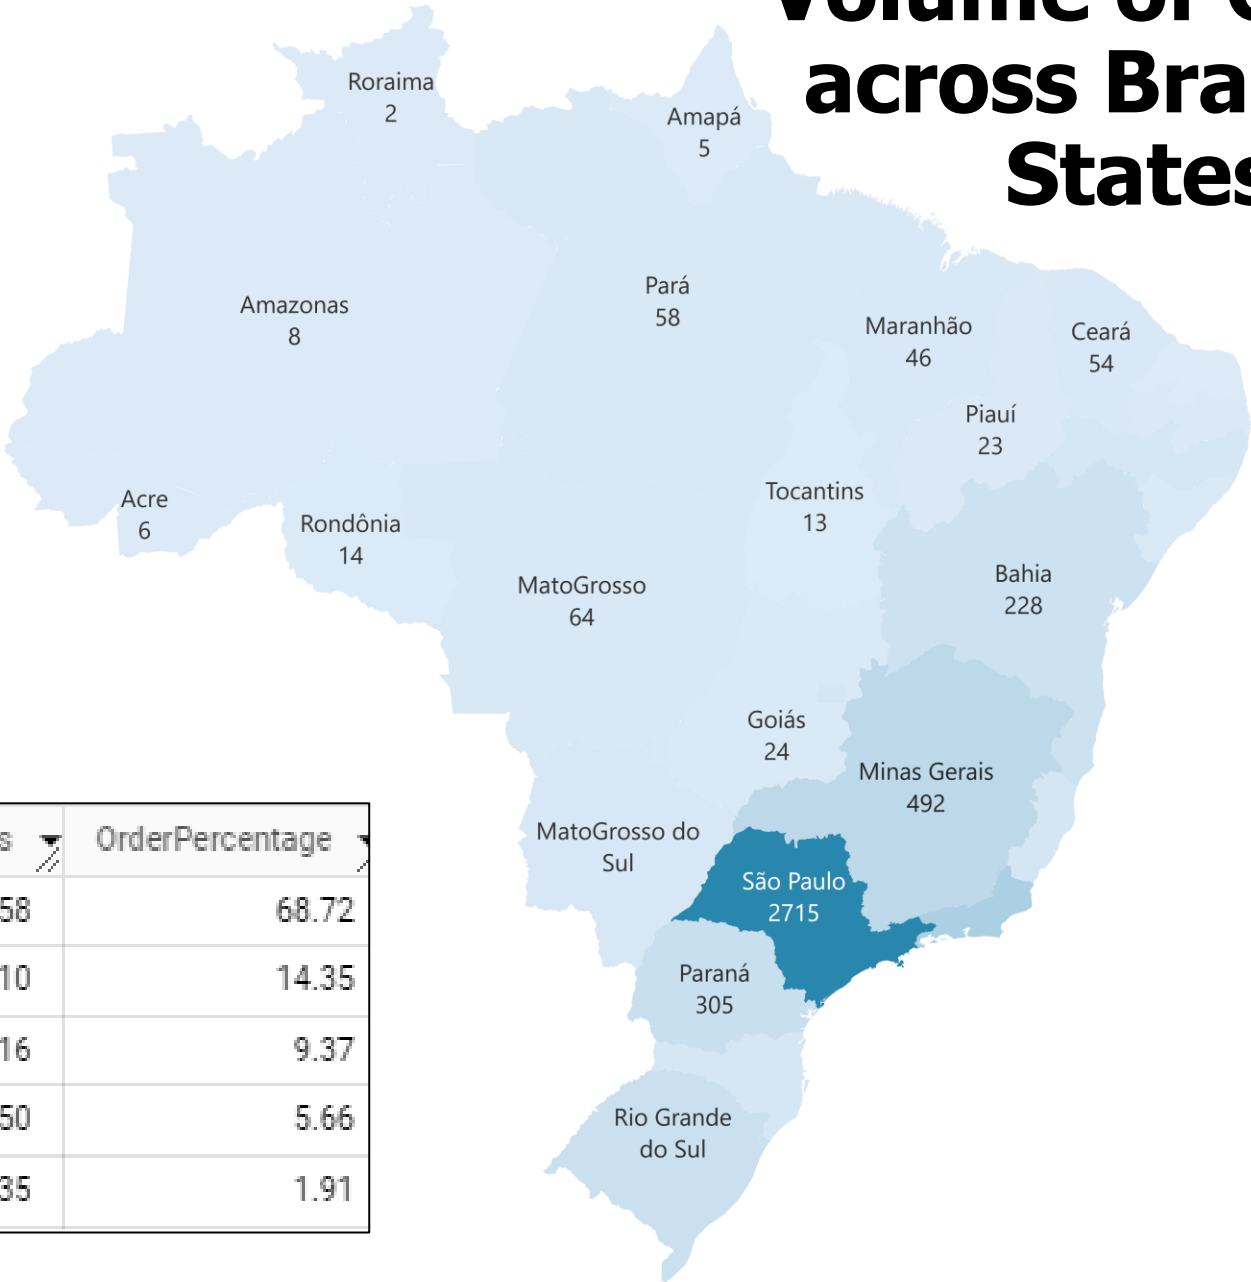 Volume of
across Bra
States
Roraima
2
Amapá
5
Amazonas
8
Pará
58
Maranhão
46
Ceará
54
Piauí
23
Acre
6
Rondônia
14
Tocantins
13
MatoGrosso
64
Bahia
228
Goiás
24
Minas Gerais
492
MatoGrosso do
Sul
São Paulo
2715
Paraná
305
Rio Grande
do Sul
s OrderPercentage
58 68.72
10 14.35
16 9.37
50 5.66
35 1.91